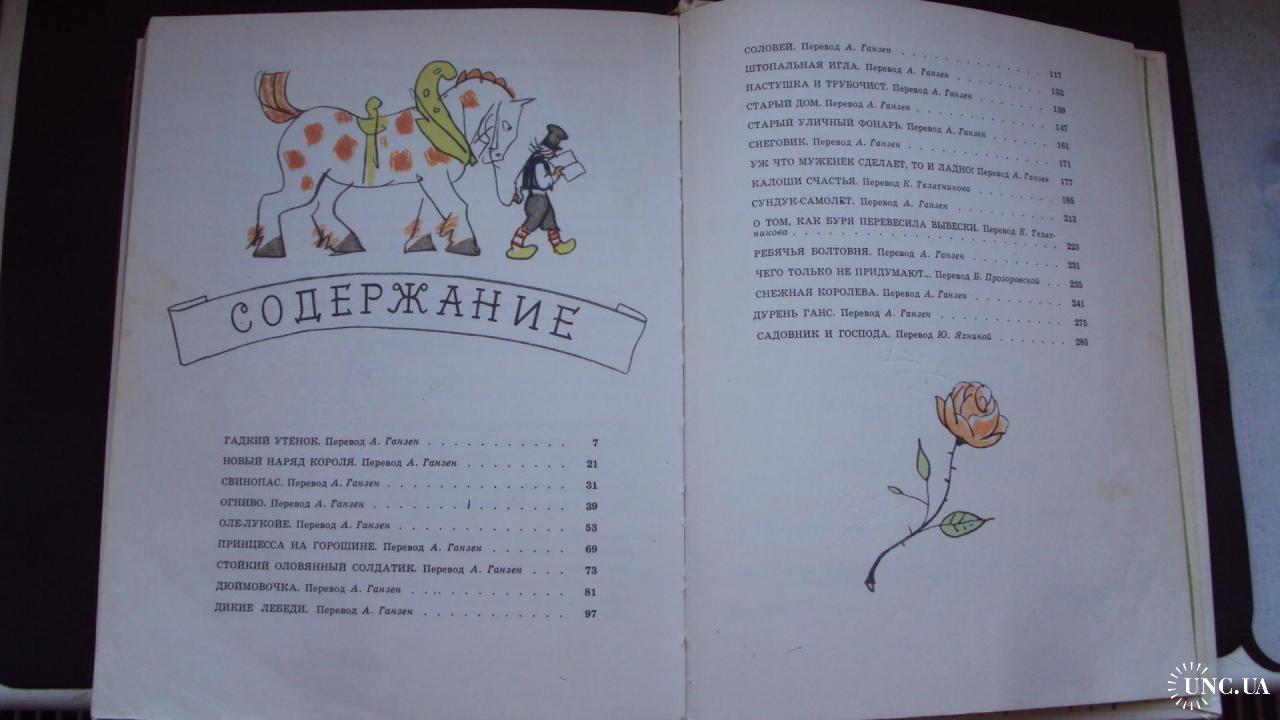 СОДЕРЖАНИЕ
ГАДКИЙ УТЁНОК. Перевод А. Ганзен . . . . . . . . . . . 7
НОВЫЙ НАРЯД КОРОЛЯ. Перевод А. Ганзен . . . . . . . . 21
СВИНОПАС. Перевод А. Ганзен . . . . . . . . . . . . . . 31
ОГНИВО. Перевод А. Ганзен . . . . . . . . . . . . . . . 39
ОЛЕ-ЛУКОЙЕ. Перевод А. Ганзен . . . . . . . . . . . . . 53
ПРИНЦЕССА НА ГОРОШИНЕ. Перевод А. Ганзен . . . . . . 69
СТОЙКИЙ ОЛОВЯННЫЙ СОЛДАТИК. Перевод А. Ганзен . . . 73
ДЮЙМОВОЧКА. Перевод А. Ганзен . . . . . . . . . . . . 81
ДИКИЕ ЛЕБЕДИ. Перевод А. Ганзен . . . . . . . . . . . 97
СОЛОВЕЙ. Перевод А. Ганзен . . . . . . . . . . . . . 117
ШТОПАЛЬНАЯ ИГЛА. Перевод А. Ганзен . . . . . . . . . 133
ПАСТУШКА И ТРУБОЧИСТ. Перевод А. Ганзен . . . . . . . 139
СТАРЫЙ ДОМ. Перевод А. Ганзен . . . . . . . . . . . . 147
СТАРЫЙ УЛИЧНЫЙ ФОНАРЬ. Перевод А. Ганзен . . . . . . 161
СНЕГОВИК. Перевод А. Ганзен . . . . . . . . . . . . . 171
УЖ ЧТО МУЖЕНЁК СДЕЛАЕТ, ТО И ЛАДНО! Перевод А. Ганзен 177
КАЛОШИ СЧАСТЬЯ. Перевод К. Телятникова . . . . . . . 185
СУНДУК-САМОЛЕТ. Перевод А. Ганзен . . . . . . . . . . 213
О ТОМ, КАК БУРЯ ПЕРЕВЕСИЛА ВЫВЕСКИ. Перевод К. Телят-
никова . . . . . . . . . . . . . . . . . . . . . . . 223
РЕБЯЧЬЯ БОЛТОВНЯ. Перевод А. Ганзен . . . . . . . . . 231
ЧЕГО ТОЛЬКО НЕ ПРИДУМАЮТ... Перевод Б. Прозоровской . . 235
СНЕЖНАЯ КОРОЛЕВА. Перевод А. Ганзен . . . . . . . . . 241
ДУРЕНЬ ГАНС. Перевод А. Ганзен . . . . . . . . . . . . 275
САДОВНИК И ГОСПОДА. Перевод Ю. Яхниной . . . . . . . 285
UNC.UA